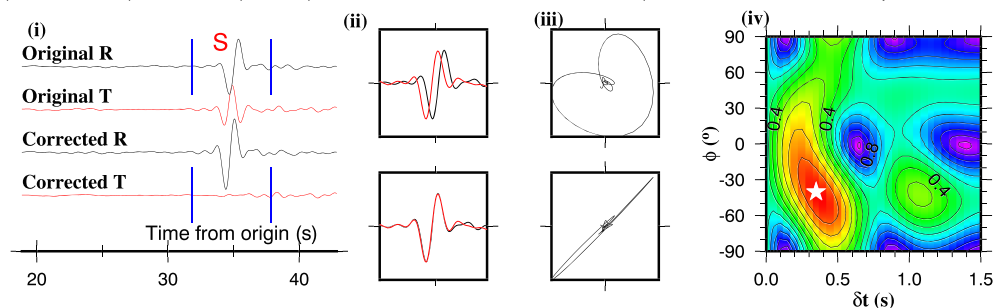 (i)
S
Original R
Original T
Corrected R
Corrected T
Time from origin (s)
20 30 40
(ii)
(iii)
(iv)
90
60
30
0
-30
-60
-90
ϕ (°)
0.4 0.4
0.8
0.4
0.0 0.5 1.0 1.5
δt (s)